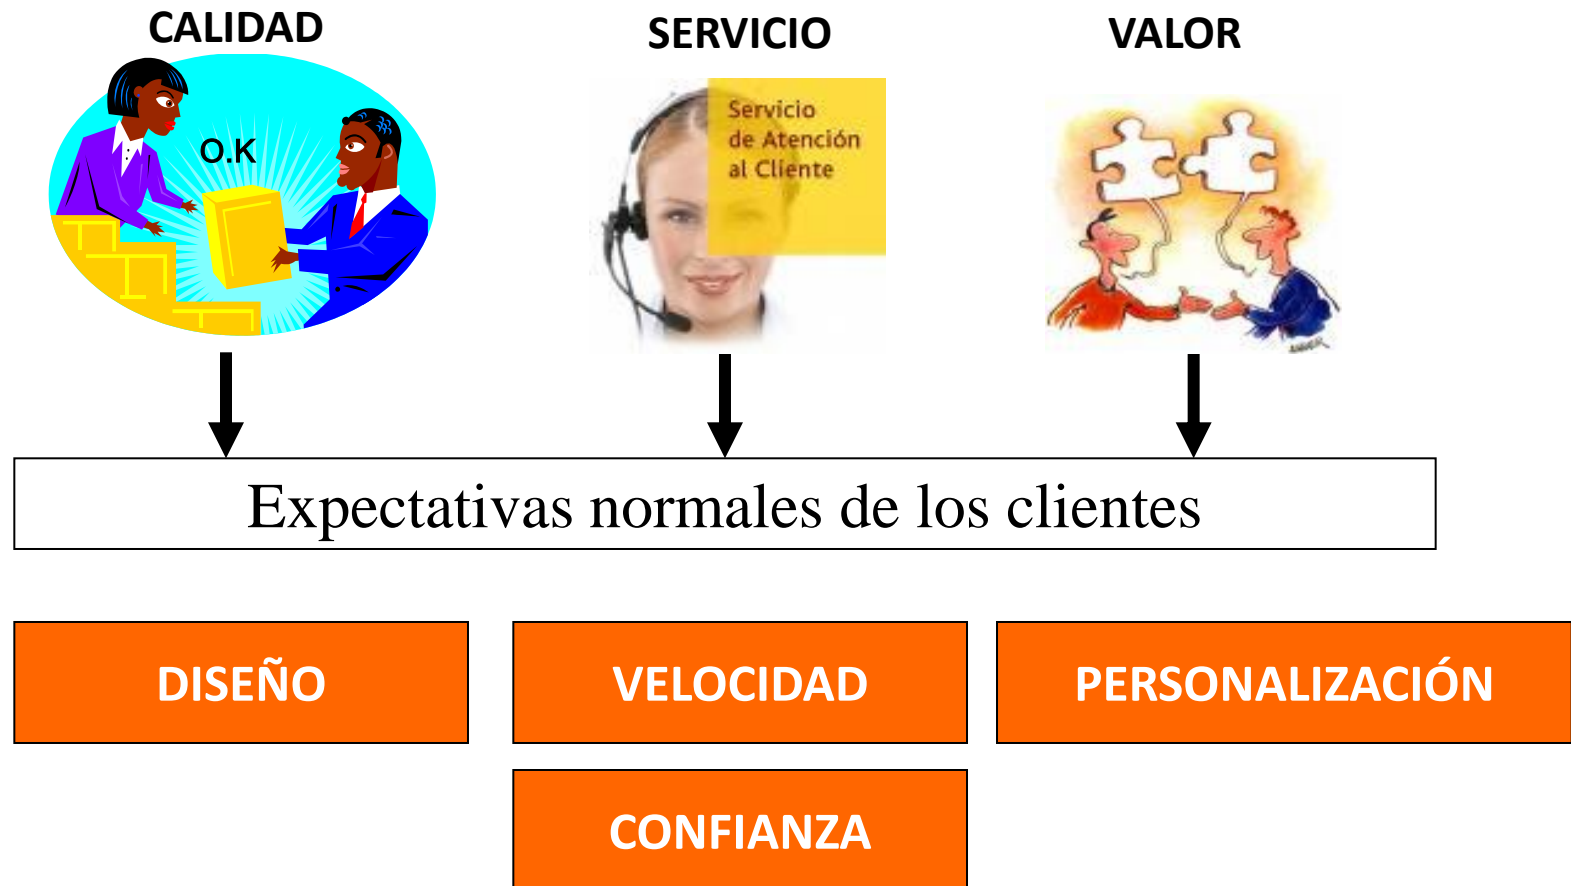 CALIDAD
SERVICIO
VALOR
O.K
Servicio
de Atención
al Cliente
Expectativas normales de los clientes
DISEÑO
VELOCIDAD
PERSONALIZACIÓN
CONFIANZA